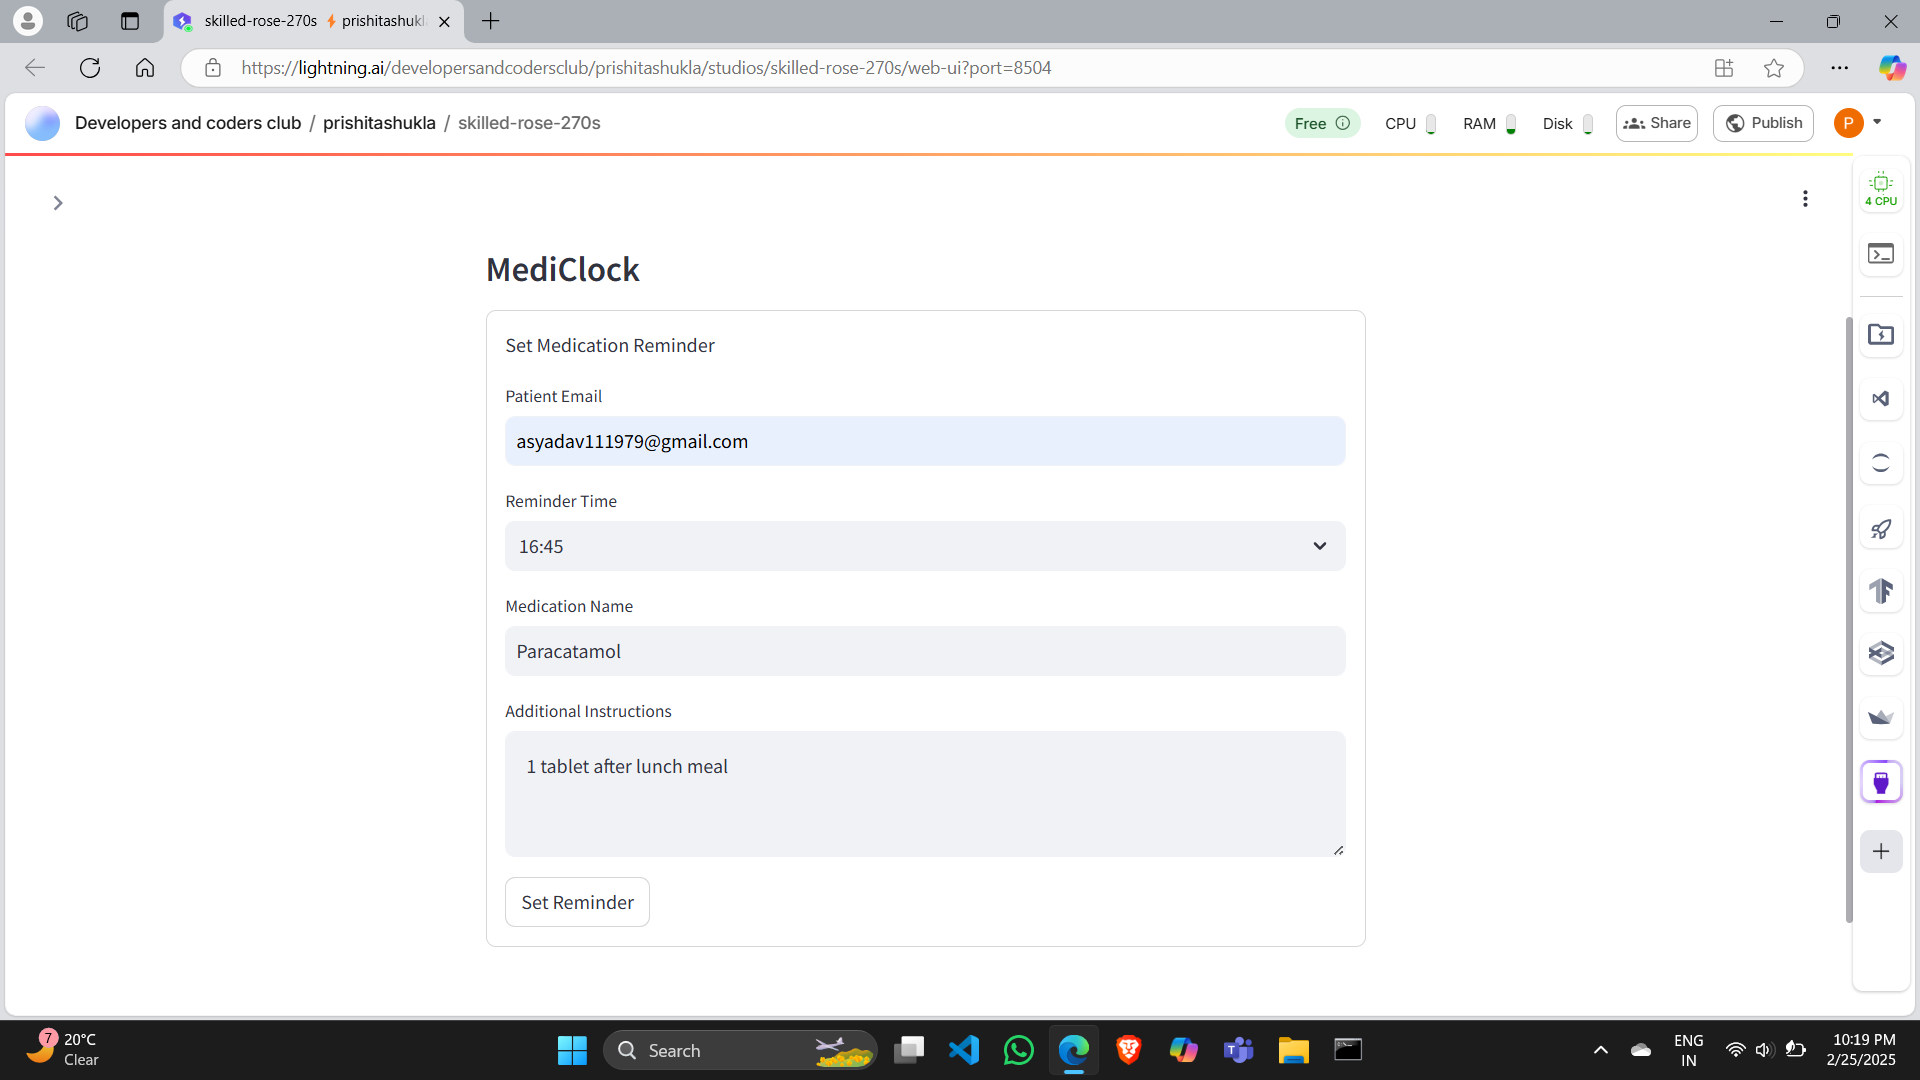 skilled-rose-270s ⚡ prishitashukl
https://lightning.ai/developersandcodersclub/prishitashukla/studios/skilled-rose-270s/web-ui?port=8504
Developers and coders club / prishitashukla / skilled-rose-270s
Free CPU RAM Disk Share Publish P
4 CPU
MediClock
Set Medication Reminder
Patient Email
asyadav111979@gmail.com
Reminder Time
16:45
Medication Name
Paracatamol
Additional Instructions
1 tablet after lunch meal
Set Reminder
7
20°C
Clear
Search
ENG
IN
10:19 PM
2/25/2025